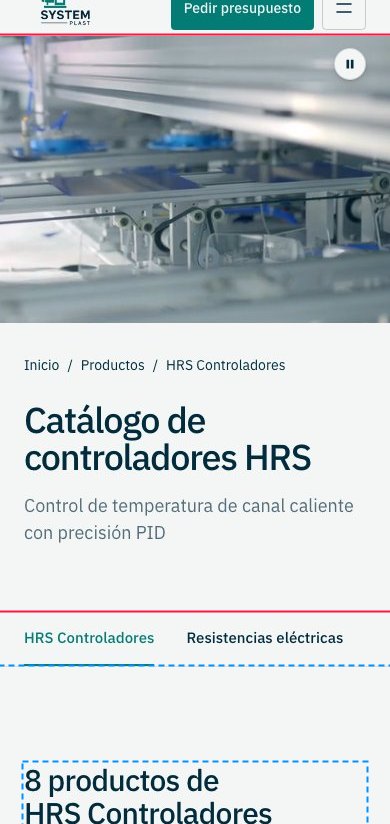 SYSTEM
PLAST
Pedir presupuesto
Inicio / Productos / HRS Controladores
Catálogo de
controladores HRS
Control de temperatura de canal caliente
con precisión PID
HRS Controladores
Resistencias eléctricas
8 productos de
HRS Controladores